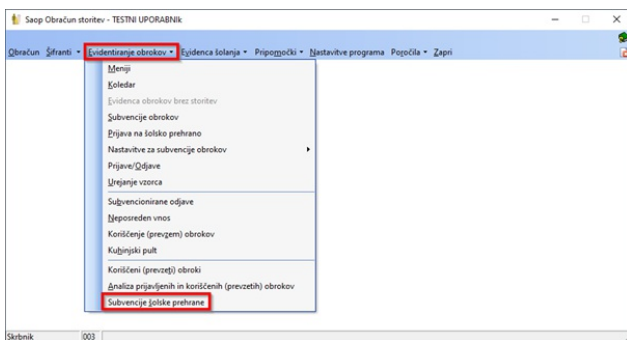 Saop Obračun storitev - TESTNI UPORABNIK
Obračun Šifranti Evidentiranje obrokov Evidenca šolanja Pripomočki Nastavitve programa Poročila Zapri
Meniji
Koledar
Evidenca obrokov brez storitev
Subvencije obrokov
Prijava na šolsko prehrano
Nastavitve za subvencije obrokov
Prijave/Odjave
Urejanje vzorca
Subvencionirane odjave
Neposreden vnos
Koriščenje (prevzem) obrokov
Kuhinjski pult
Koriščeni (prevzeti) obroki
Analiza prijavljenih in koriščenih (prevzetih) obrokov
Subvencije šolske prehrane
Skrbnik 003